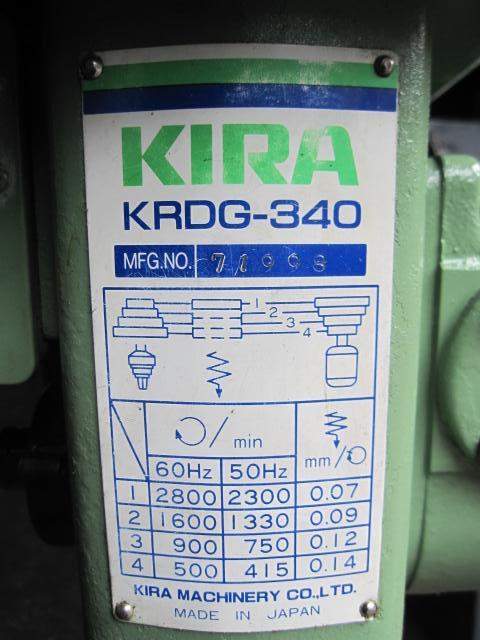 KIRA
KRDG-340
MFG.NO. 71998
1
2
3
4
/min mm/
60Hz 50Hz
1 2800 2300 0.07
2 1600 1330 0.09
3 900 750 0.12
4 500 415 0.14
KIRA MACHINERY CO.,LTD.
MADE IN JAPAN